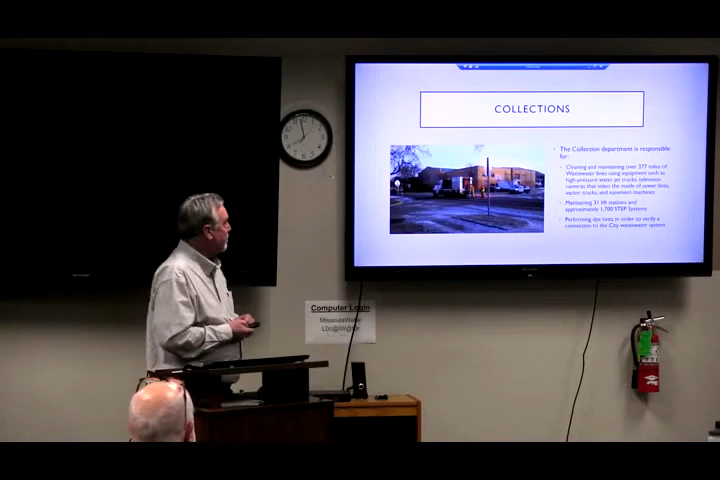 COLLECTIONS
The Collection department is responsible
for:
Cleaning and maintaining over 377 miles of
Wastewater lines using equipment such as
high-pressure water jet trucks, television
cameras that video the inside of sewer lines,
vactor trucks, and easement machines
Maintaining 31 lift stations and
approximately 1,700 STEP Systems
Performing dye tests in order to verify a
connection to the City wastewater system
Computer Login
MissoulaWater